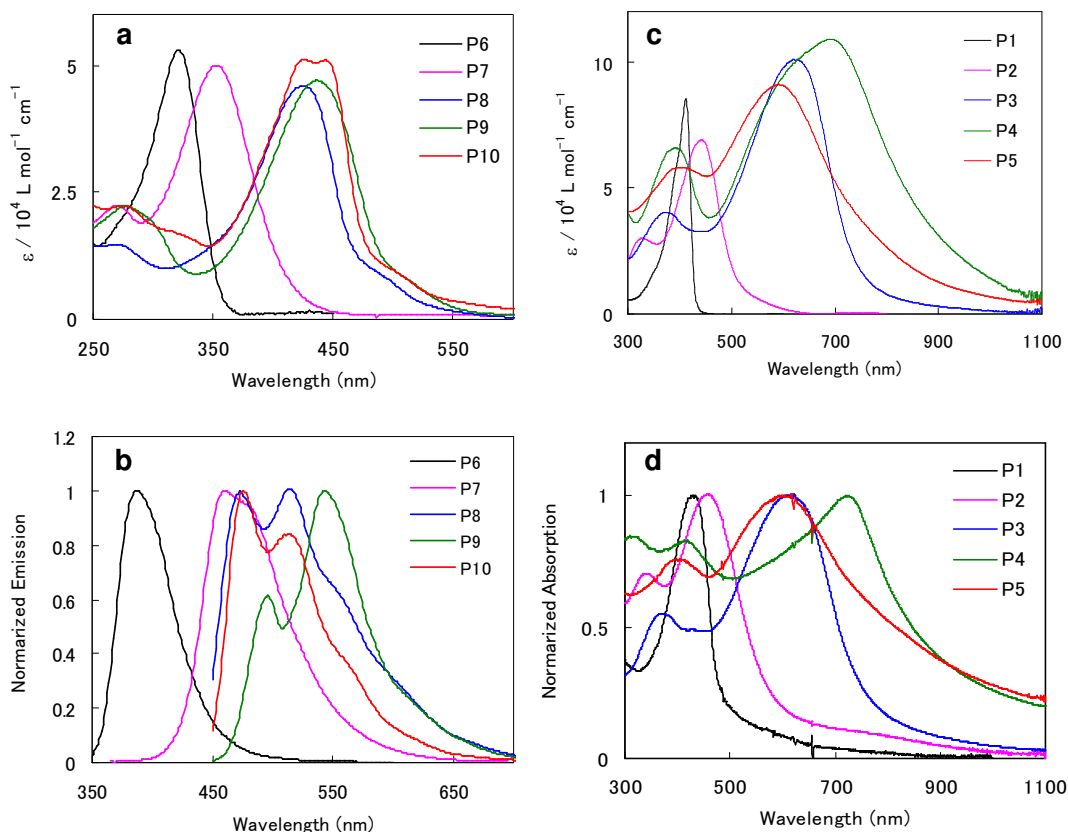 a
P6
P7
P8
P9
P10
5
2.5
0
250 350 450 550
ε / 10⁴ L mol⁻¹ cm⁻¹
Wavelength (nm)
c
P1
P2
P3
P4
P5
10
5
0
300 500 700 900 1100
ε / 10⁴ L mol⁻¹ cm⁻¹
Wavelength (nm)
b
P6
P7
P8
P9
P10
1.2
1
0.8
0.6
0.4
0.2
0
350 450 550 650
Normarized Emission
Wavelength (nm)
d
P1
P2
P3
P4
P5
1
0.5
0
300 500 700 900 1100
Normarized Absorption
Wavelength (nm)